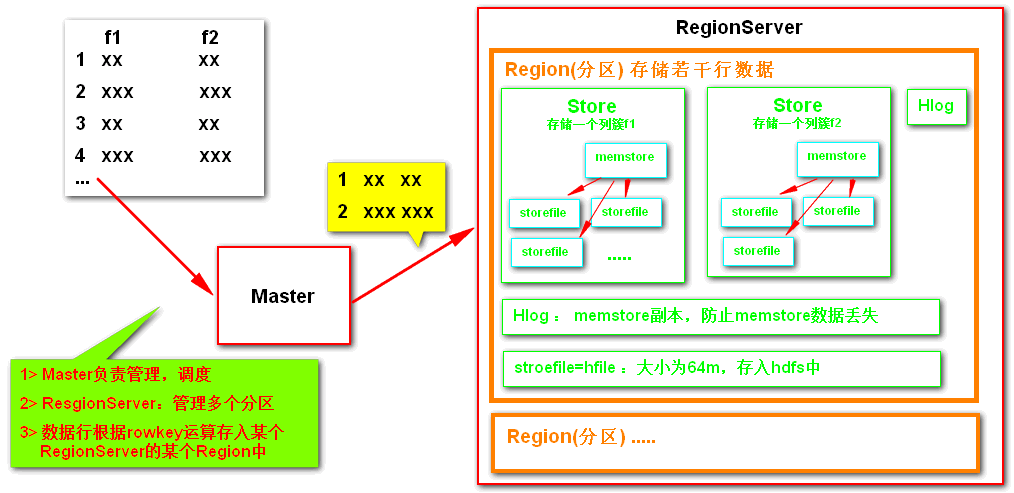 f1 f2
1 xx xx
2 xxx xxx
3 xx xx
4 xxx xxx
...
1 xx xx
2 xxx xxx
Master
1> Master负责管理，调度
2> ResgionServer：管理多个分区
3> 数据行根据rowkey运算存入某个
RegionServer的某个Region中
RegionServer
Region(分区) 存储若干行数据
Store
存储一个列簇f1
memstore
storefile
storefile
storefile
.....
Store
存储一个列簇f2
memstore
storefile
storefile
storefile
Hlog
Hlog： memstore副本，防止memstore数据丢失
stroefile=hfile：大小为64m，存入hdfs中
Region(分区) .....